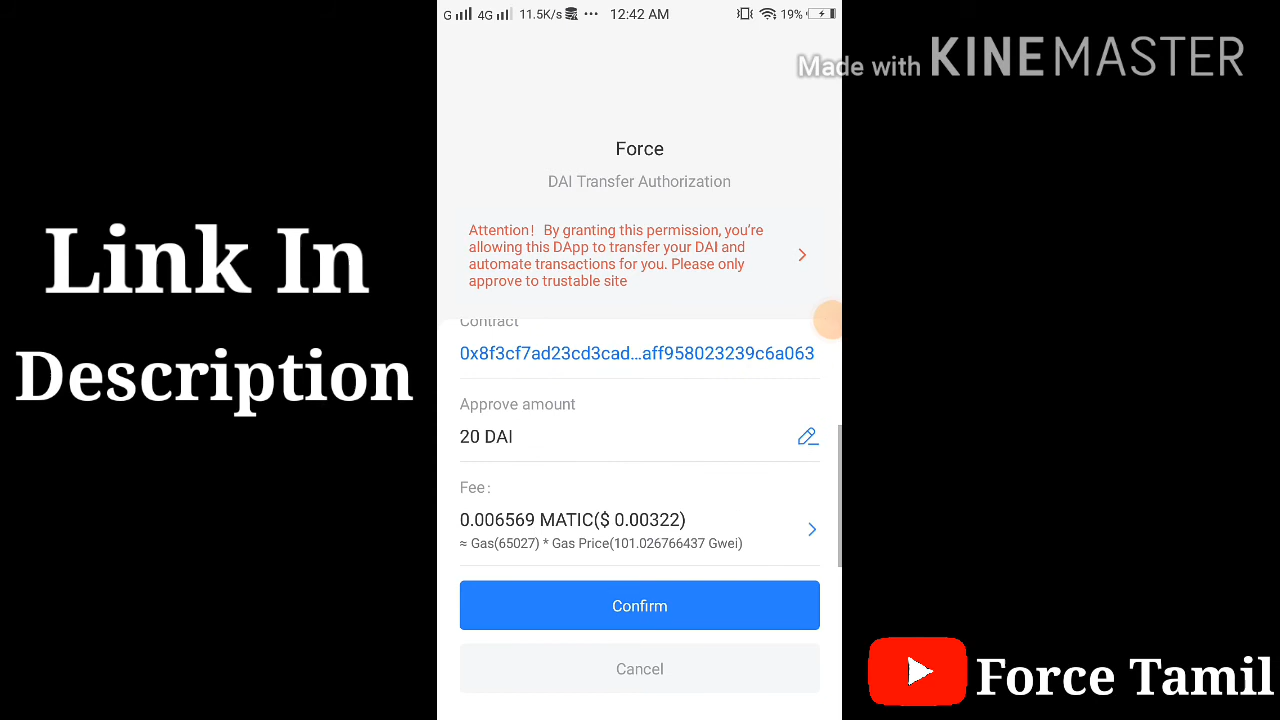 G 4G 11.5K/s ••• 12:42 AM 19%
Made with KINEMASTER
Force
DAI Transfer Authorization
Attention！ By granting this permission, you’re
allowing this DApp to transfer your DAI and
automate transactions for you. Please only
approve to trustable site
Link In
Description
Contract
0x8f3cf7ad23cd3cad...aff958023239c6a063
Approve amount
20 DAI
Fee：
0.006569 MATIC($ 0.00322)
≈ Gas(65027) * Gas Price(101.026766437 Gwei)
Confirm
Cancel
Force Tamil